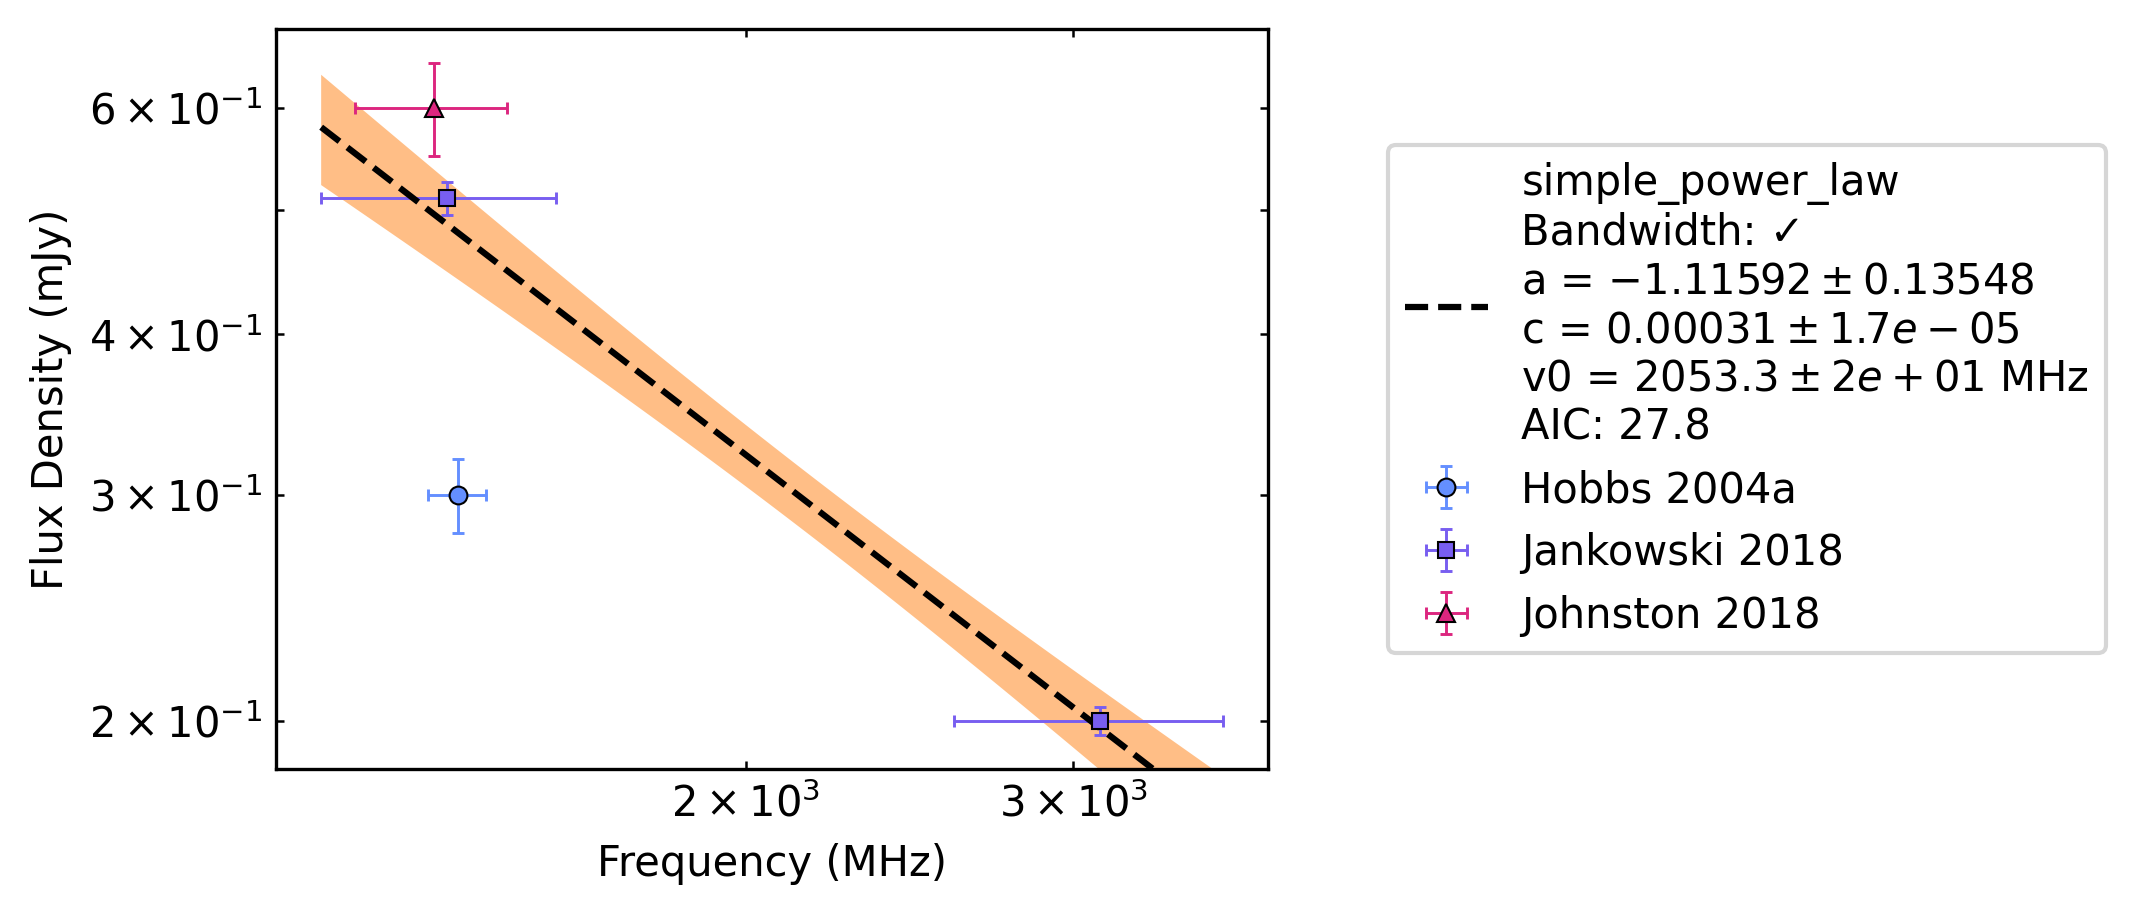 Flux Density (mJy)
6 × 10⁻¹
4 × 10⁻¹
3 × 10⁻¹
2 × 10⁻¹
2 × 10³
3 × 10³
Frequency (MHz)
simple_power_law
Bandwidth: ✓
a = −1.11592 ± 0.13548
c = 0.00031 ± 1.7e − 05
v0 = 2053.3 ± 2e + 01 MHz
AIC: 27.8
Hobbs 2004a
Jankowski 2018
Johnston 2018